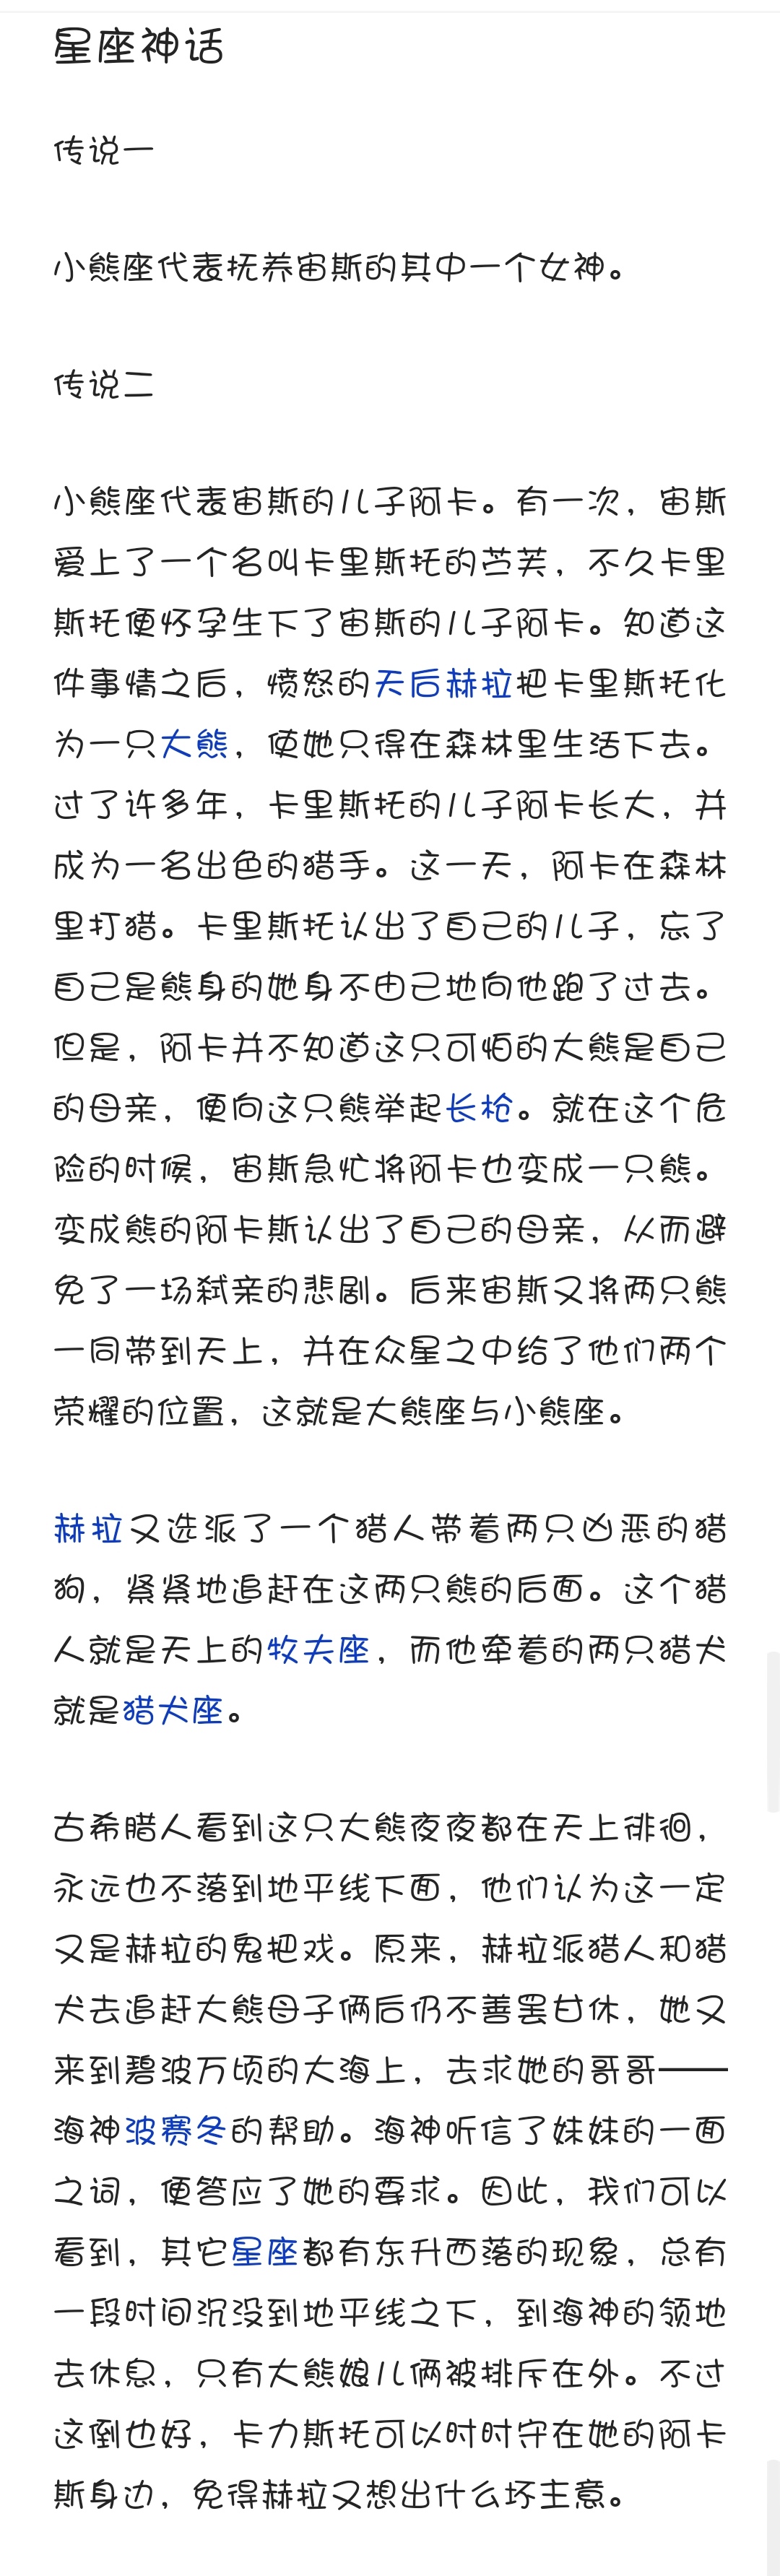 星座神话
传说一
小熊座代表抚养宙斯的其中一个女神。
传说二
小熊座代表宙斯的儿子阿卡。有一次，宙斯
爱上了一个名叫卡里斯托的苎芙，不久卡里
斯托便怀孕生下了宙斯的儿子阿卡。知道这
件事情之后，愤怒的天后赫拉把卡里斯托化
为一只大熊，使她只得在森林里生活下去。
过了许多年，卡里斯托的儿子阿卡长大，并
成为一名出色的猎手。这一天，阿卡在森林
里打猎。卡里斯托认出了自己的儿子，忘了
自己是熊身的她身不由己地向他跑了过去。
但是，阿卡并不知道这只可怕的大熊是自己
的母亲，便向这只熊举起长枪。就在这个危
险的时候，宙斯急忙将阿卡也变成一只熊。
变成熊的阿卡斯认出了自己的母亲，从而避
免了一场弑亲的悲剧。后来宙斯又将两只熊
一同带到天上，并在众星之中给了他们两个
荣耀的位置，这就是大熊座与小熊座。
赫拉又选派了一个猎人带着两只凶恶的猎
狗，紧紧地追赶在这两只熊的后面。这个猎
人就是天上的牧夫座，而他牵着的两只猎犬
就是猎犬座。
古希腊人看到这只大熊夜夜都在天上徘徊，
永远也不落到地平线下面，他们认为这一定
又是赫拉的鬼把戏。原来，赫拉派猎人和猎
犬去追赶大熊母子俩后仍不善罢甘休，她又
来到碧波万顷的大海上，去求她的哥哥——
海神波赛冬的帮助。海神听信了妹妹的一面
之词，便答应了她的要求。因此，我们可以
看到，其它星座都有东升西落的现象，总有
一段时间沉没到地平线之下，到海神的领地
去休息，只有大熊娘儿俩被排斥在外。不过
这倒也好，卡力斯托可以时时守在她的阿卡
斯身边，免得赫拉又想出什么坏主意。